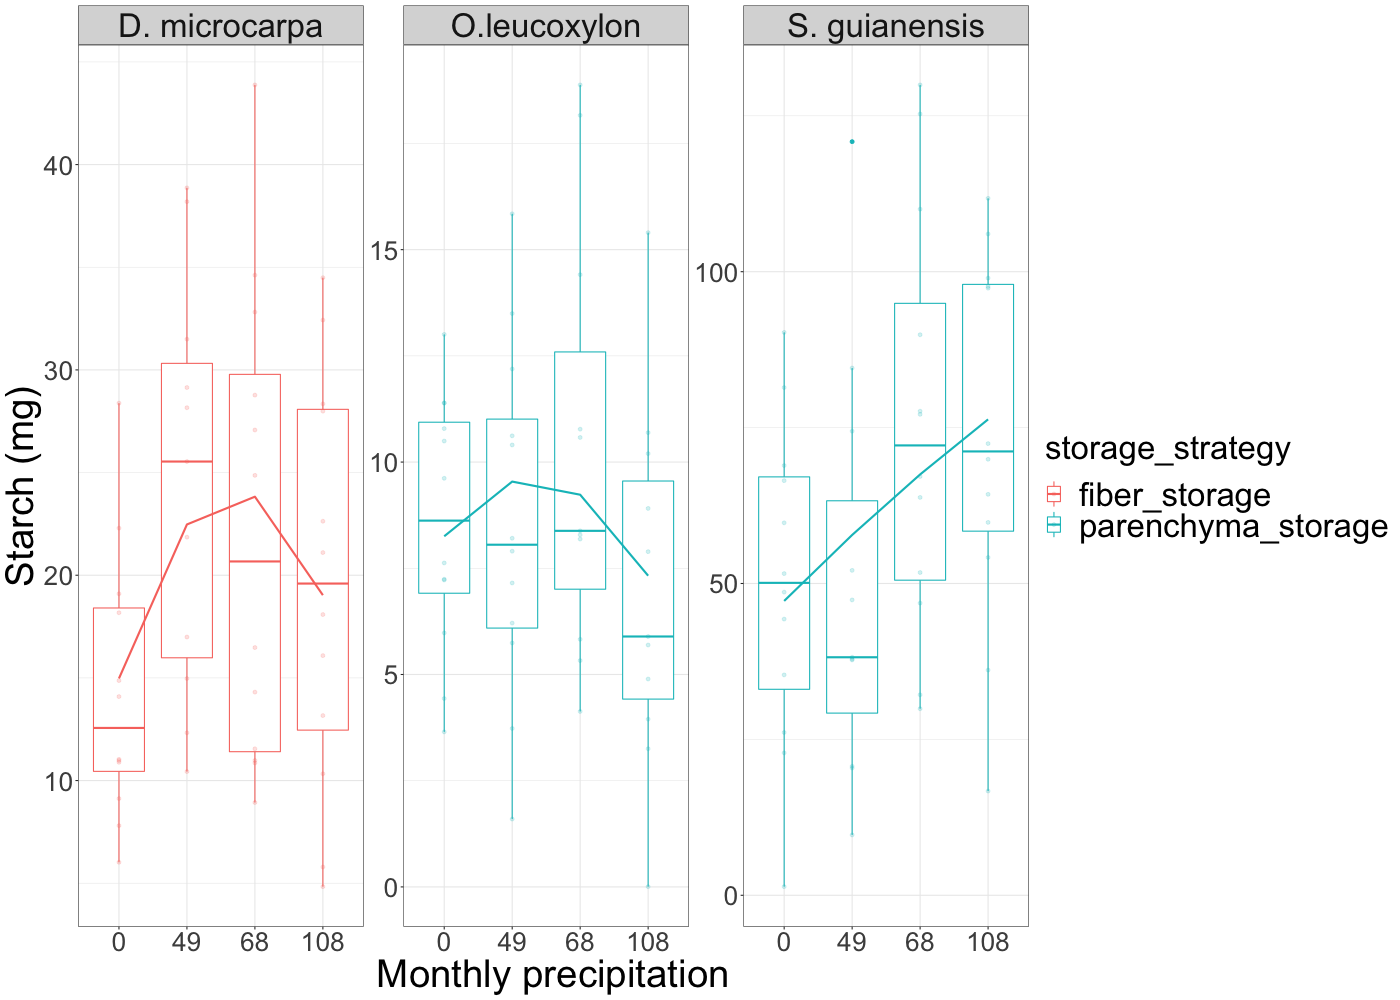 D. microcarpa
O.leucoxylon
S. guianensis
Starch (mg)
40
30
20
10
15
10
5
0
100
50
0
0 49 68 108
0 49 68 108
0 49 68 108
Monthly precipitation
storage_strategy
fiber_storage
parenchyma_storage